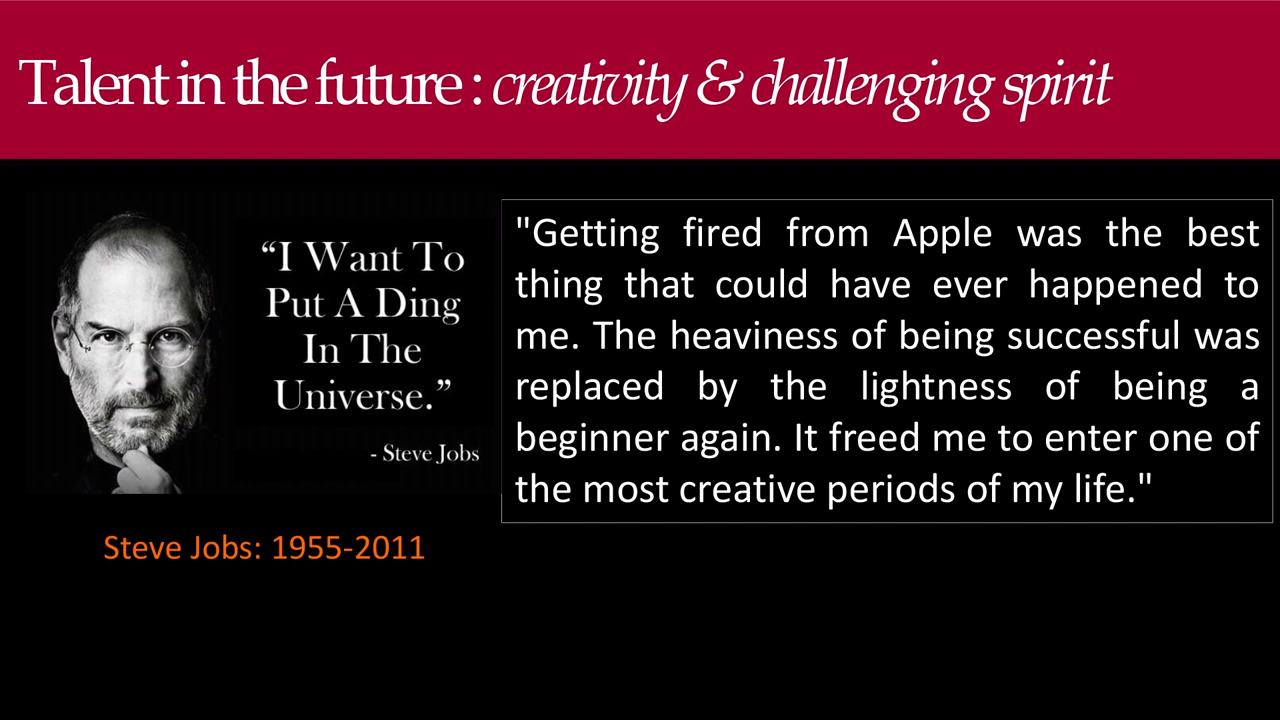 Talent in the future : creativity & challenging spirit
“I Want To
Put A Ding
In The
Universe.”
- Steve Jobs
Steve Jobs: 1955-2011
"Getting fired from Apple was the best
thing that could have ever happened to
me. The heaviness of being successful was
replaced by the lightness of being a
beginner again. It freed me to enter one of
the most creative periods of my life."